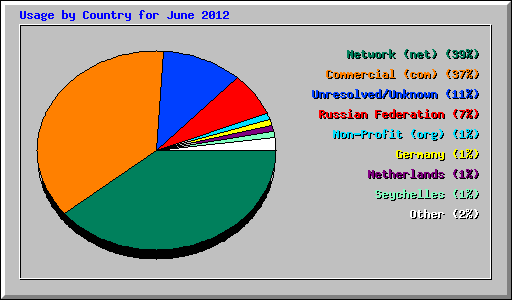 Usage by Country for June 2012
Network (net) (39%)
Commercial (com) (37%)
Unresolved/Unknown (11%)
Russian Federation (7%)
Non-Profit (org) (1%)
Germany (1%)
Netherlands (1%)
Seychelles (1%)
Other (2%)